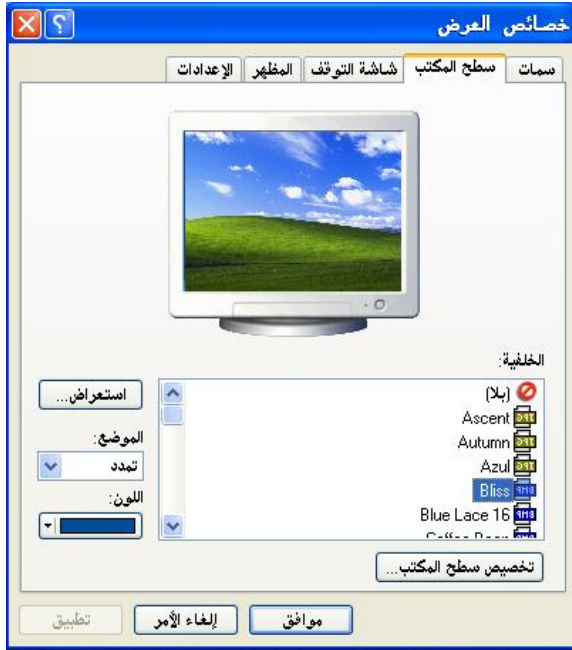 خصائص العرض
سمات
سطح المكتب
شاشة التوقف
المظهر
الإعدادات
الخلفية:
(بلا)
Ascent
Autumn
Azul
Bliss
Blue Lace 16
استعراض...
الموضع:
تمدد
اللون:
تخصيص سطح المكتب...
موافق
إلغاء الأمر
تطبيق